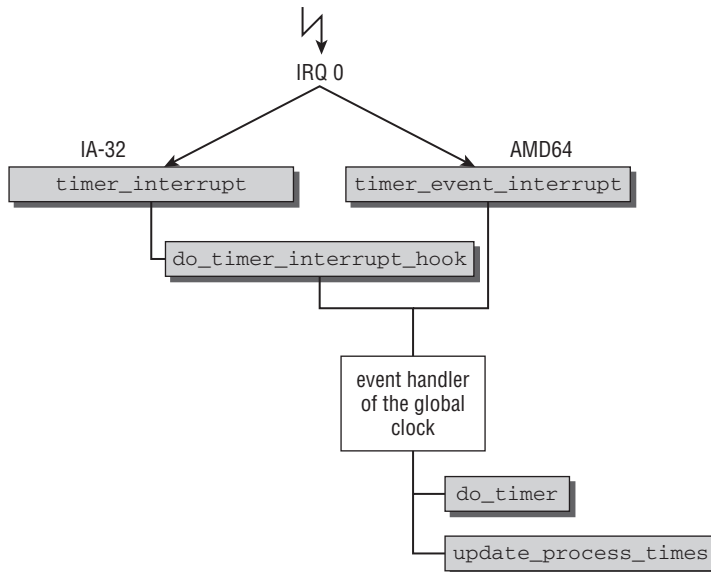 IRQ 0
IA-32
AMD64
timer_interrupt
timer_event_interrupt
do_timer_interrupt_hook
event handler
of the global
clock
do_timer
update_process_times